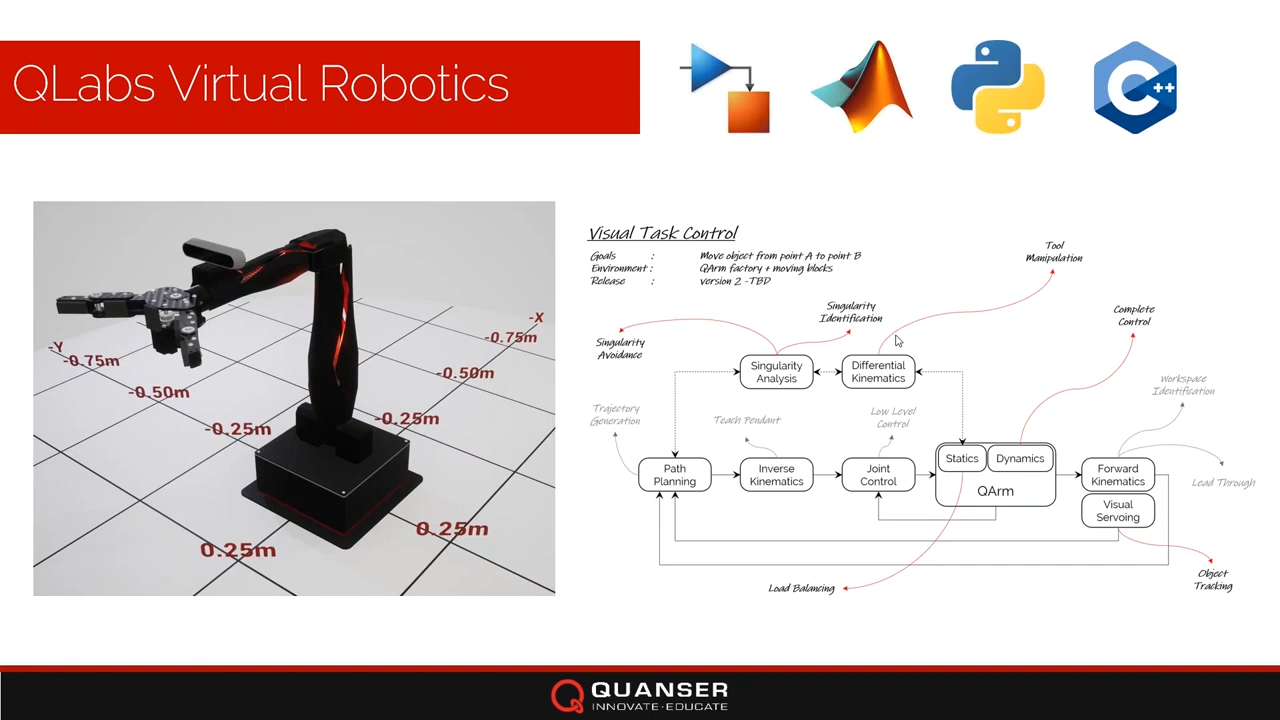 QLabs Virtual Robotics
C++
-X
-0.75m
-0.50m
-0.25m
-Y
-0.75m
-0.50m
-0.25m
0.25m
0.25m
Visual Task Control
Goals : Move object from point A to point B
Environment : QArm factory + moving blocks
Release : version 2 -TBD
Tool
Manipulation
Singularity
Identification
Complete
Control
Singularity
Avoidance
Singularity
Analysis
Differential
Kinematics
Workspace
Identification
Trajectory
Generation
Teach Pendant
Low Level
Control
Path
Planning
Inverse
Kinematics
Joint
Control
Statics
Dynamics
QArm
Forward
Kinematics
Lead Through
Visual
Servoing
Object
Tracking
Load Balancing
QUANSER
INNOVATE·EDUCATE